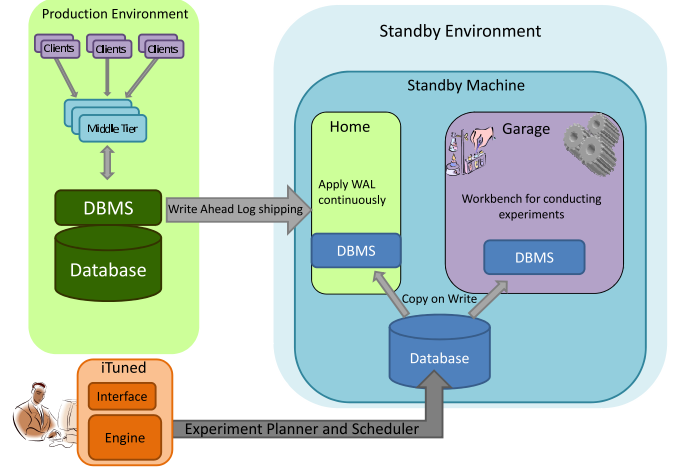 Production Environment
Clients
Clients
Clients
Middle Tier
DBMS
Database
Write Ahead Log shipping
Standby Environment
Standby Machine
Home
Apply WAL
continuously
DBMS
Garage
Workbench for conducting
experiments
DBMS
Copy on Write
Database
iTuned
Interface
Engine
Experiment Planner and Scheduler